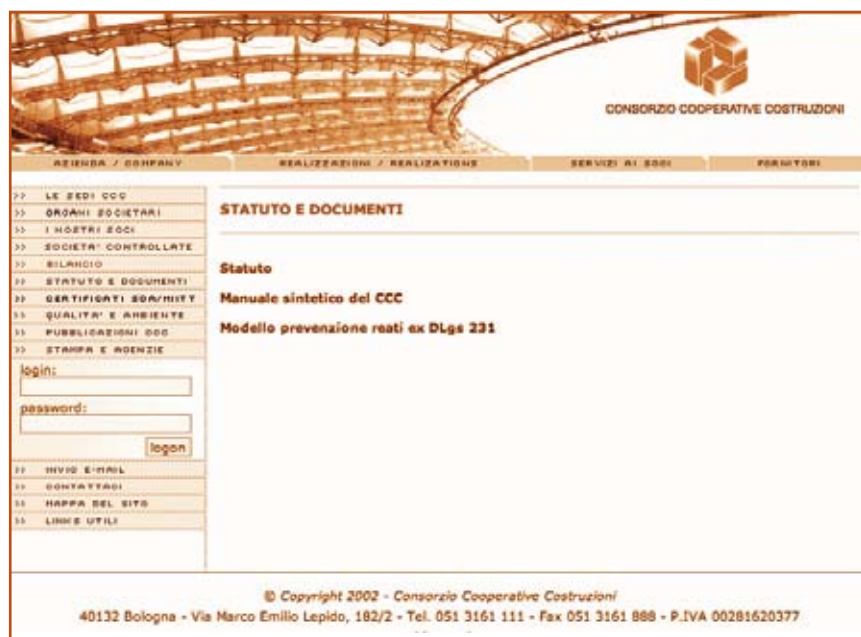 CONSORZIO COOPERATIVE COSTRUZIONI
AZIENDA / COMPANY
REALIZZAZIONI / REALIZATIONS
SERVIZI AI SOCI
FORNITORI
>> LE SEDI CCC
>> ORGANI SOCIETARI
>> I NOSTRI SOCI
>> SOCIETA' CONTROLLATE
>> BILANCIO
>> STATUTO E DOCUMENTI
>> CERTIFICATI SOA/MIITT
>> QUALITA' E AMBIENTE
>> PUBBLICAZIONI CCC
>> STAMPA E AGENZIE
login:
password:
logon
>> INVIO E-MAIL
>> CONTATTACI
>> MAPPA DEL SITO
>> LINKS UTILI
STATUTO E DOCUMENTI
Statuto
Manuale sintetico del CCC
Modello prevenzione reati ex DLgs 231
© Copyright 2002 - Consorzio Cooperative Costruzioni
40132 Bologna - Via Marco Emilio Lepido, 182/2 - Tel. 051 3161 111 - Fax 051 3161 888 - P.IVA 00281620377